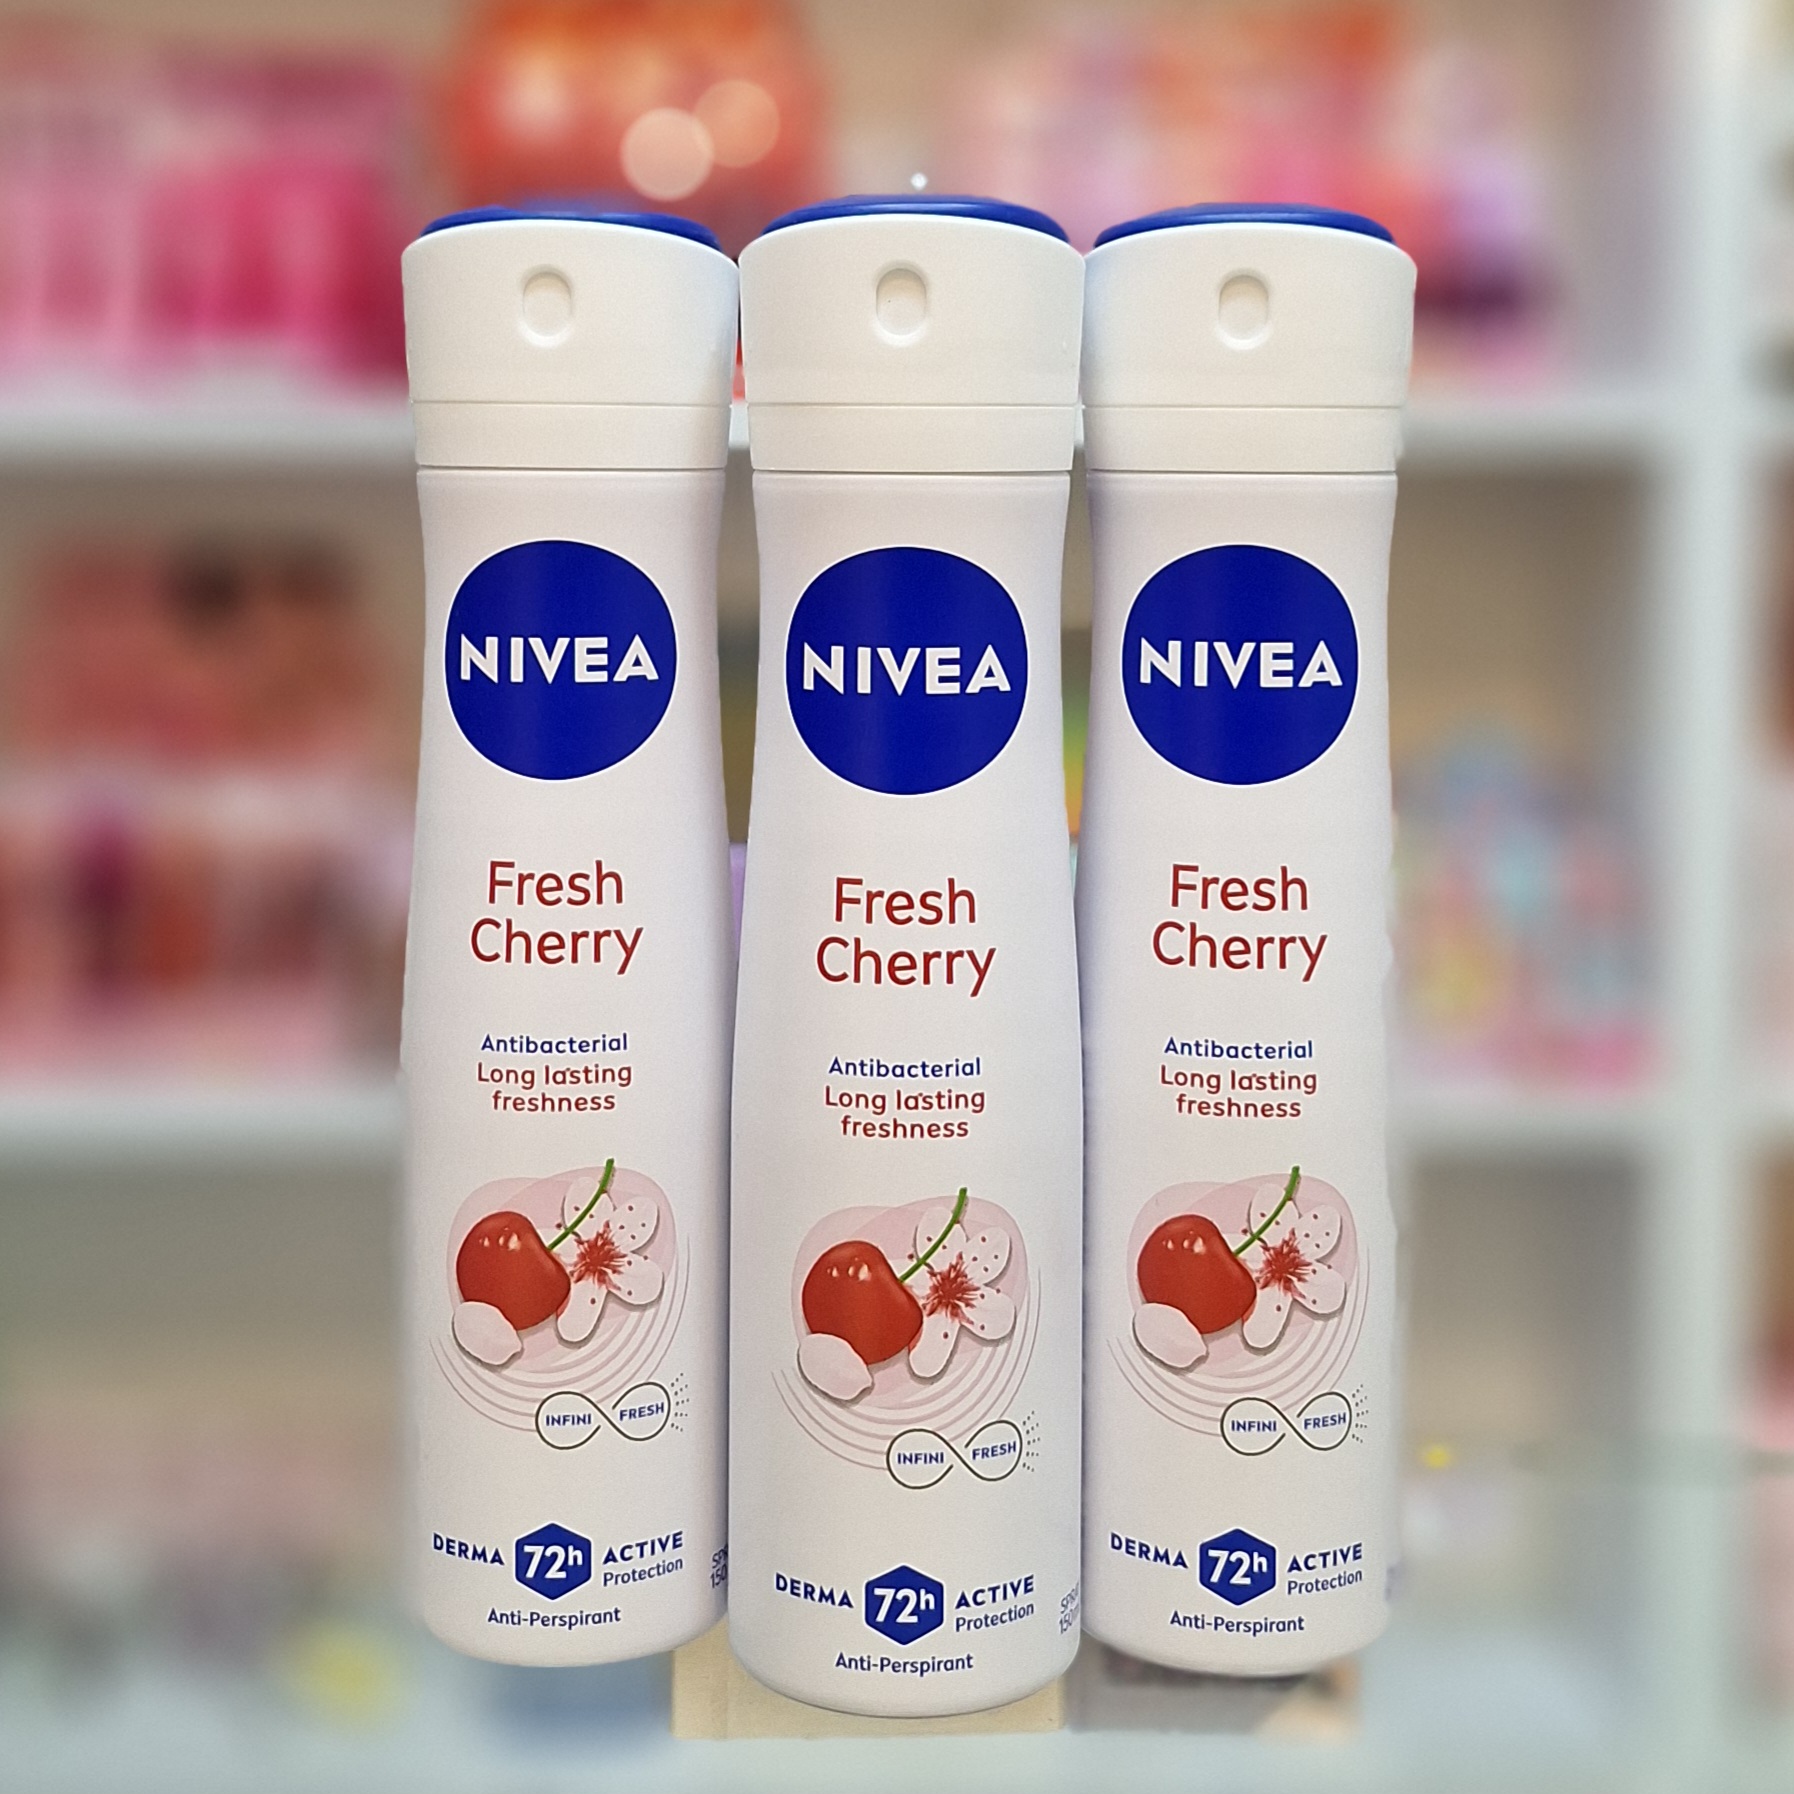 NIVEA
Fresh
Cherry
Antibacterial
Long lasting
freshness
INFINI FRESH
DERMA 72h ACTIVE
Protection
Anti-Perspirant
NIVEA
Fresh
Cherry
Antibacterial
Long lasting
freshness
INFINI FRESH
DERMA 72h ACTIVE
Protection
Anti-Perspirant
NIVEA
Fresh
Cherry
Antibacterial
Long lasting
freshness
INFINI FRESH
DERMA 72h ACTIVE
Protection
Anti-Perspirant